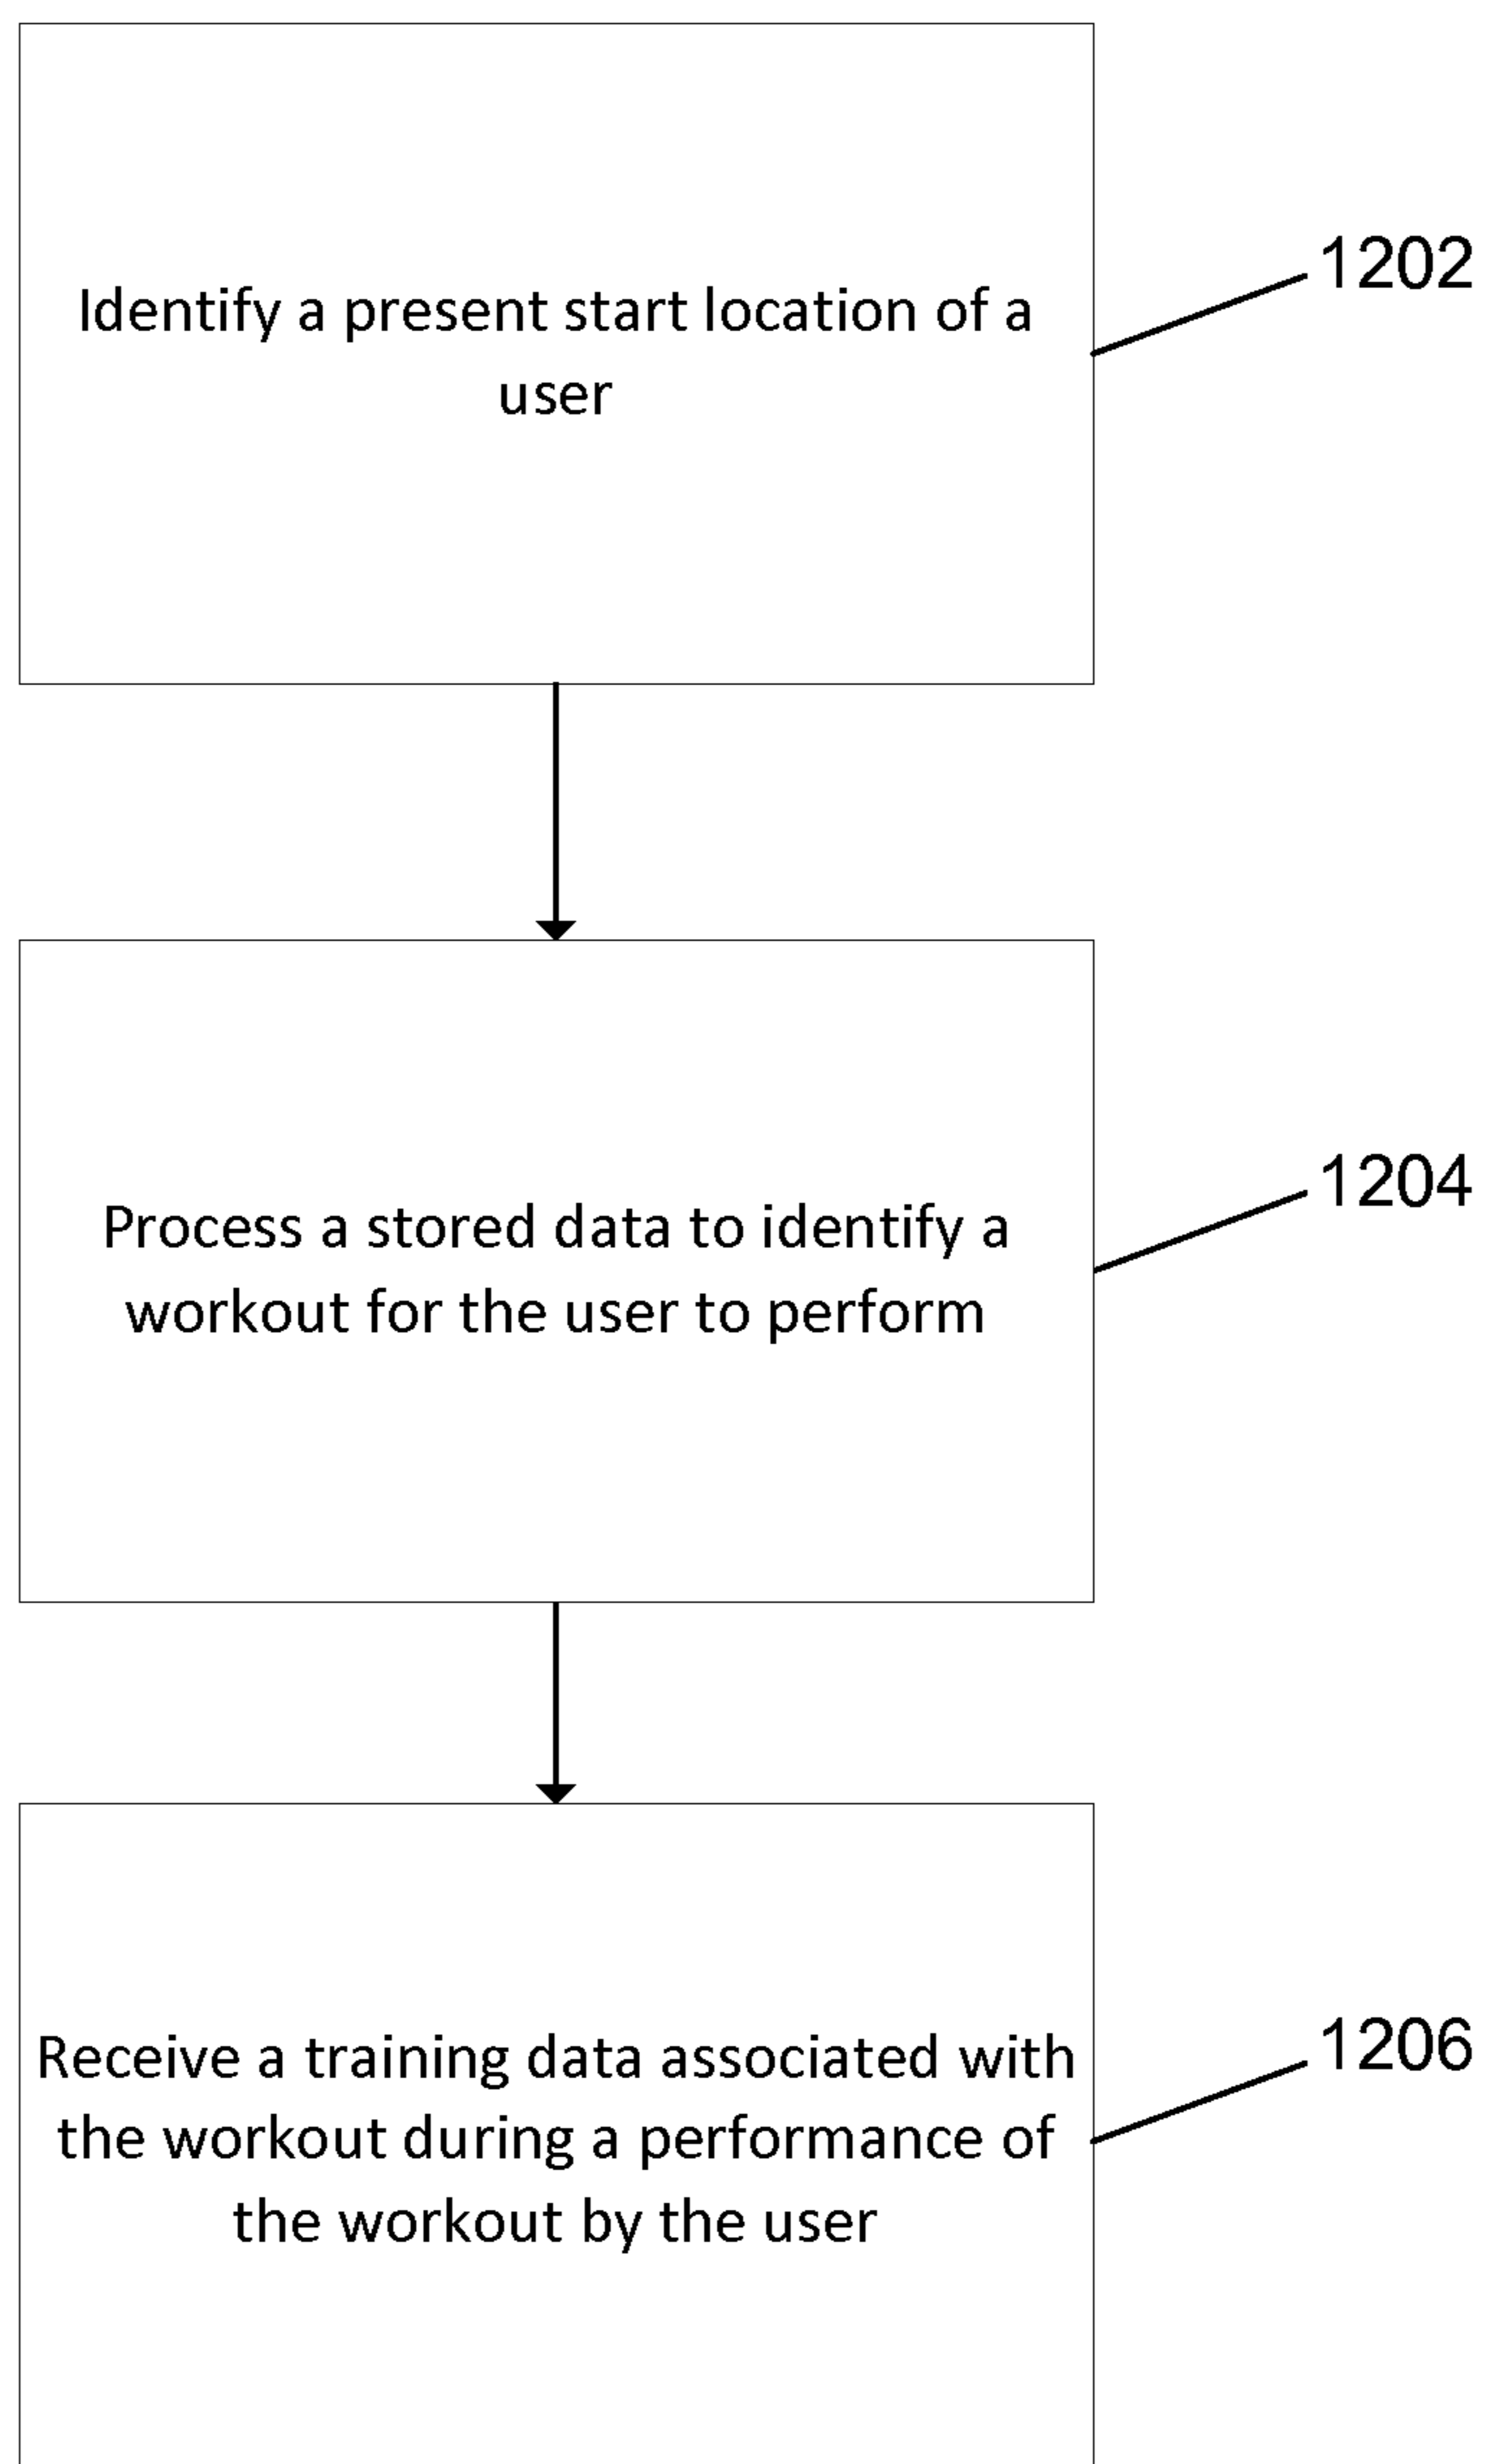 Identify a present start location of a
user
1202
Process a stored data to identify a
workout for the user to perform
1204
Receive a training data associated with
the workout during a performance of
the workout by the user
1206